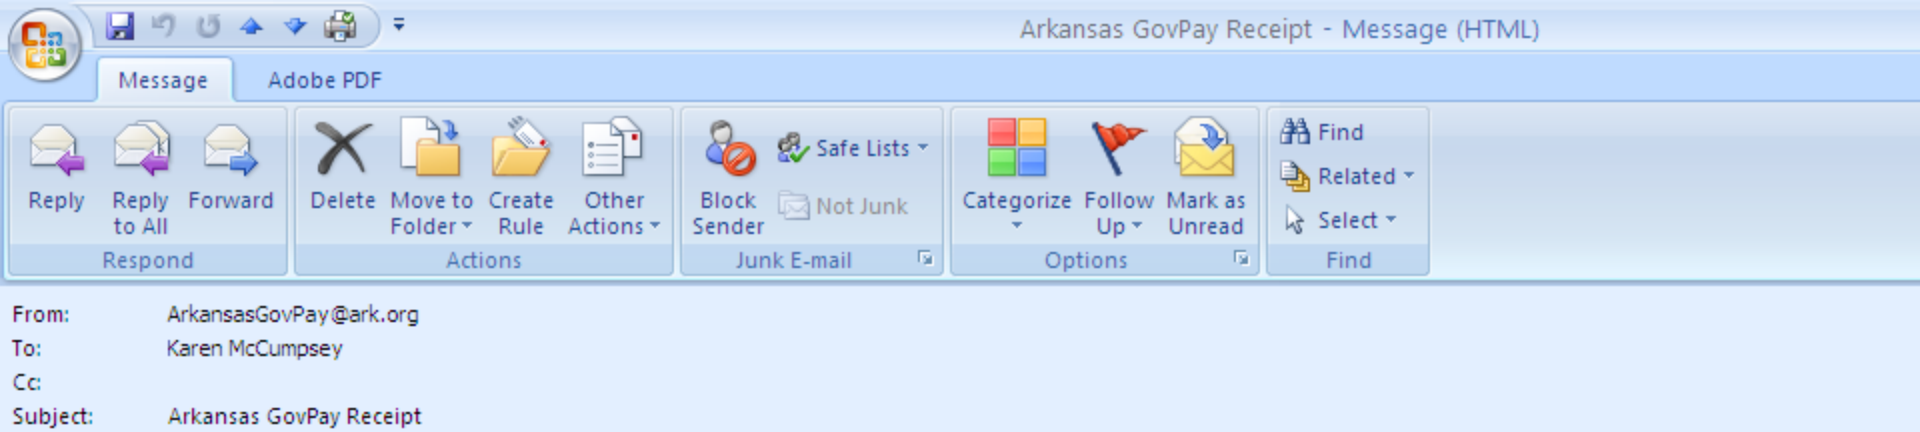 Arkansas GovPay Receipt - Message (HTML)
Message Adobe PDF
Reply Reply to All Forward
Respond
Delete Move to Folder Create Rule Other Actions
Actions
Block Sender Safe Lists Not Junk
Junk E-mail
Categorize Follow Up Mark as Unread
Options
Find
Related
Select
Find
From: ArkansasGovPay@ark.org
To: Karen McCumpsey
Cc:
Subject: Arkansas GovPay Receipt